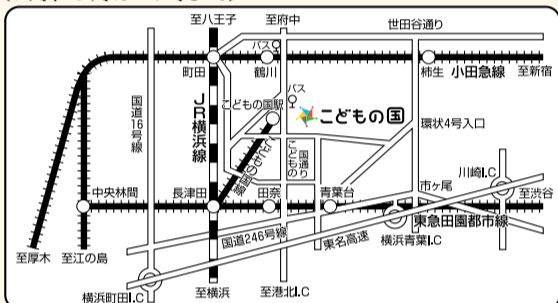 至八王子
至府中
世田谷通り
バス
町田
鶴川
柿生
小田急線
至新宿
バス
こどもの国駅
こどもの国
国道16号線
JR横浜線
こどもの国線
こどもの国通り
環状4号入口
川崎I.C
中央林間
長津田
田奈
青葉台
市ヶ尾
至渋谷
東急田園都市線
国道246号線
東名高速
横浜青葉I.C
至厚木
至江の島
横浜町田I.C
至横浜
至港北I.C